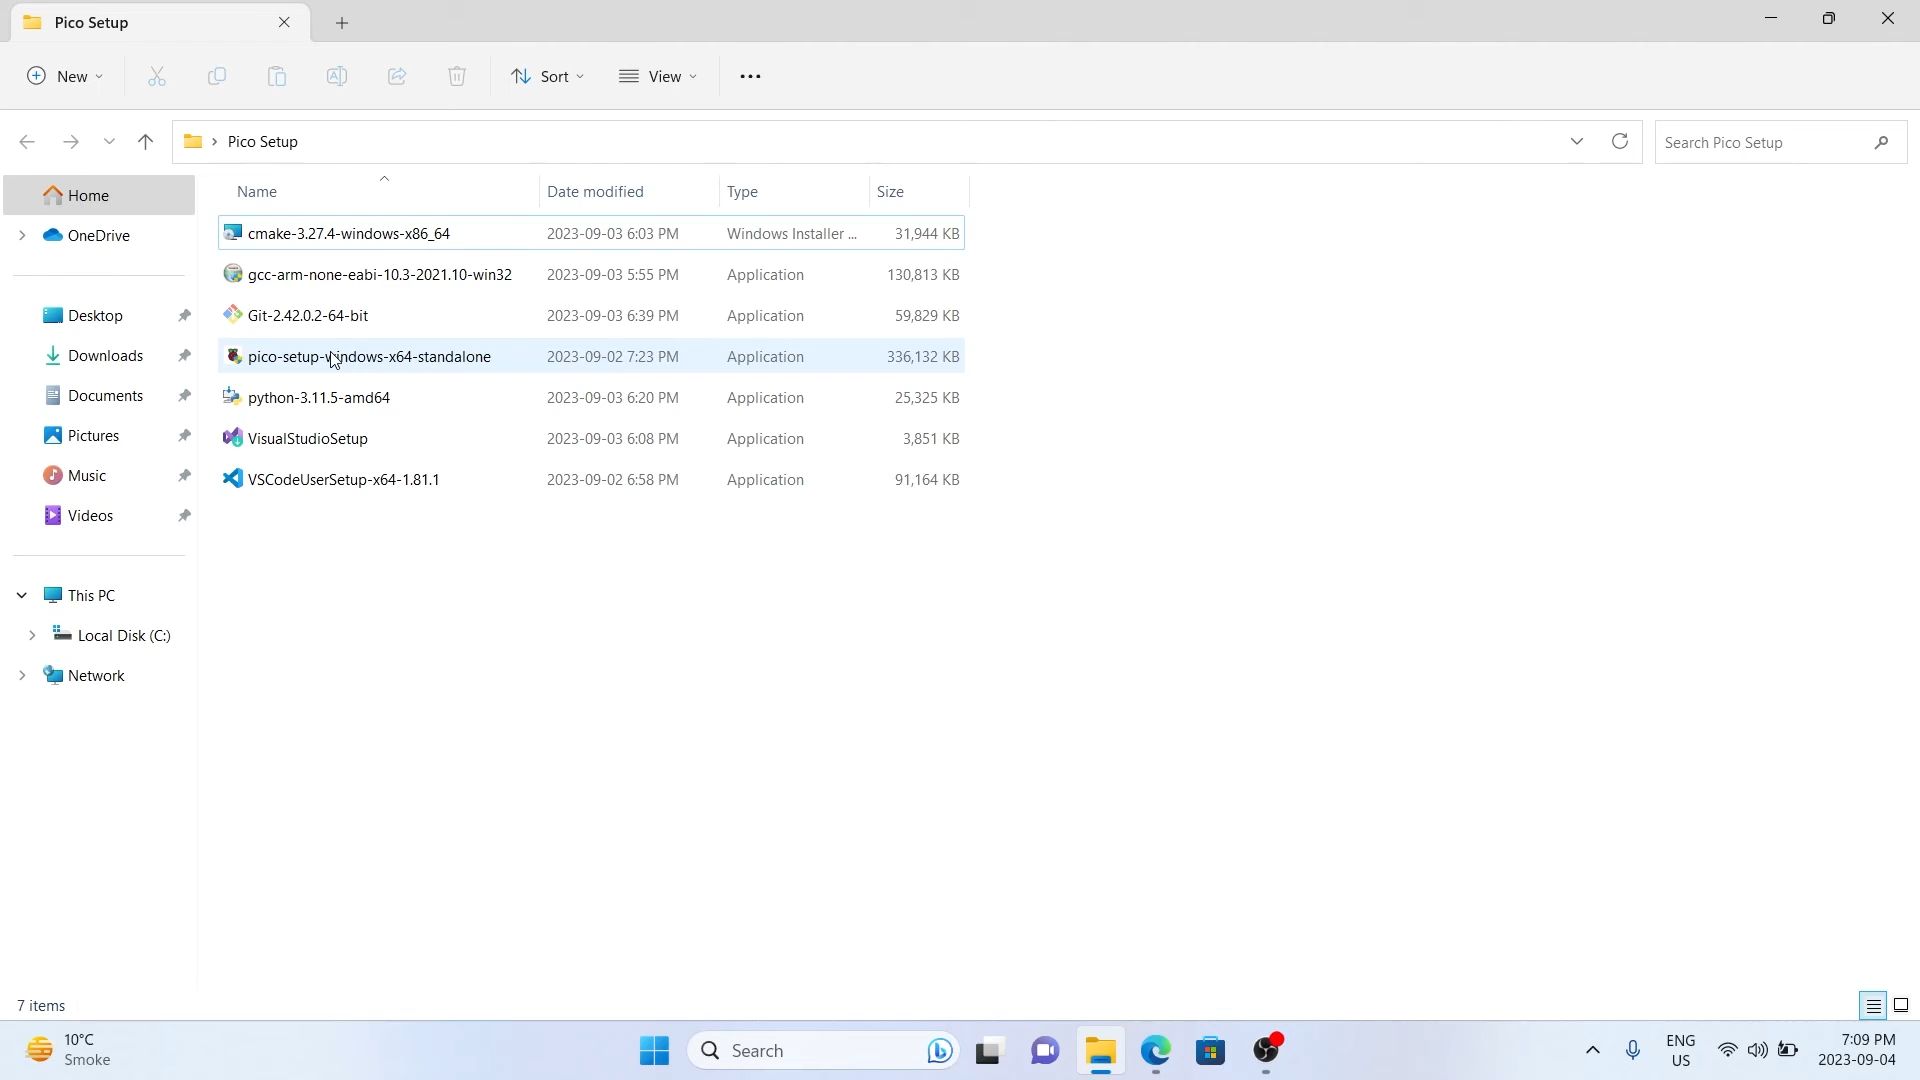 Pico Setup
New
Sort
View
Pico Setup
Search Pico Setup
Home
OneDrive
Desktop
Downloads
Documents
Pictures
Music
Videos
This PC
Local Disk (C:)
Network
Name Date modified Type Size
cmake-3.27.4-windows-x86_64 2023-09-03 6:03 PM Windows Installer ... 31,944 KB
gcc-arm-none-eabi-10.3-2021.10-win32 2023-09-03 5:55 PM Application 130,813 KB
Git-2.42.0.2-64-bit 2023-09-03 6:39 PM Application 59,829 KB
pico-setup-windows-x64-standalone 2023-09-02 7:23 PM Application 336,132 KB
python-3.11.5-amd64 2023-09-03 6:20 PM Application 25,325 KB
VisualStudioSetup 2023-09-03 6:08 PM Application 3,851 KB
VSCodeUserSetup-x64-1.81.1 2023-09-02 6:58 PM Application 91,164 KB
7 items
10°C
Smoke
Search
ENG
US
7:09 PM
2023-09-04